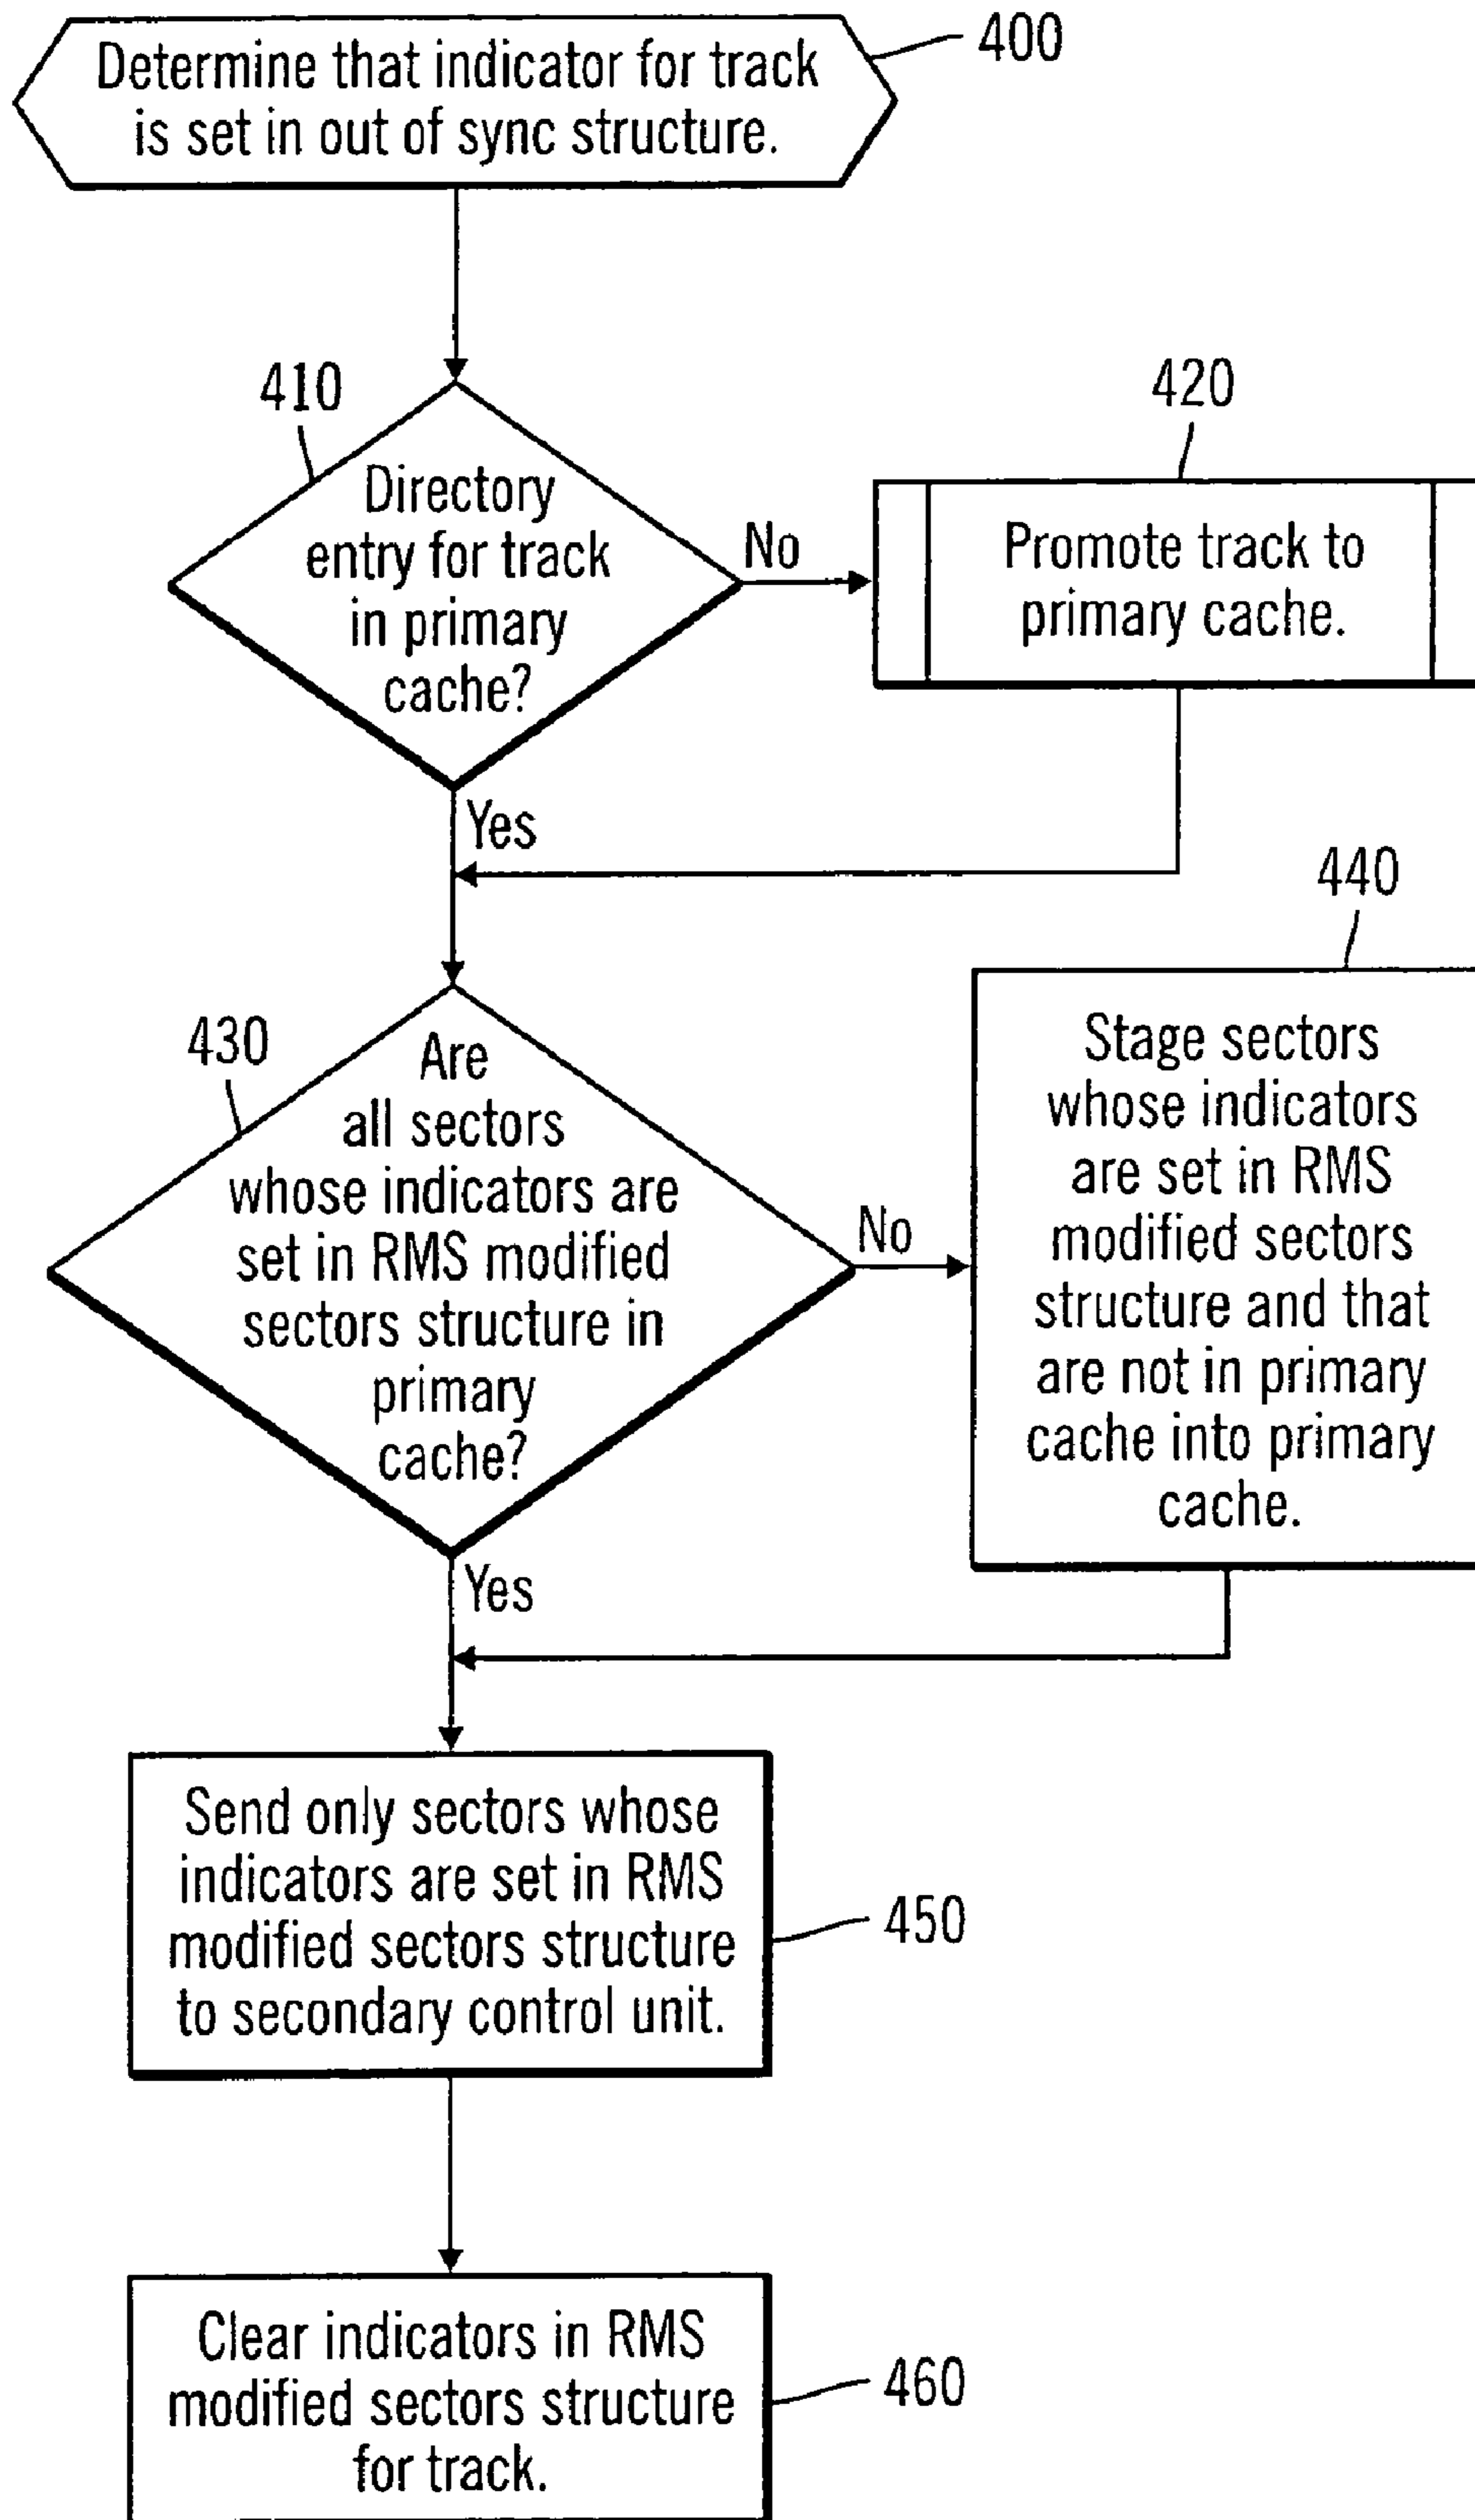 400
Determine that indicator for track
is set in out of sync structure.
410
Directory
entry for track
in primary
cache?
No
420
Promote track to
primary cache.
Yes
430
Are
all sectors
whose indicators are
set in RMS modified
sectors structure in
primary
cache?
No
440
Stage sectors
whose indicators
are set in RMS
modified sectors
structure and that
are not in primary
cache into primary
cache.
Yes
Send only sectors whose
indicators are set in RMS
modified sectors structure
to secondary control unit.
450
Clear indicators in RMS
modified sectors structure
for track.
460